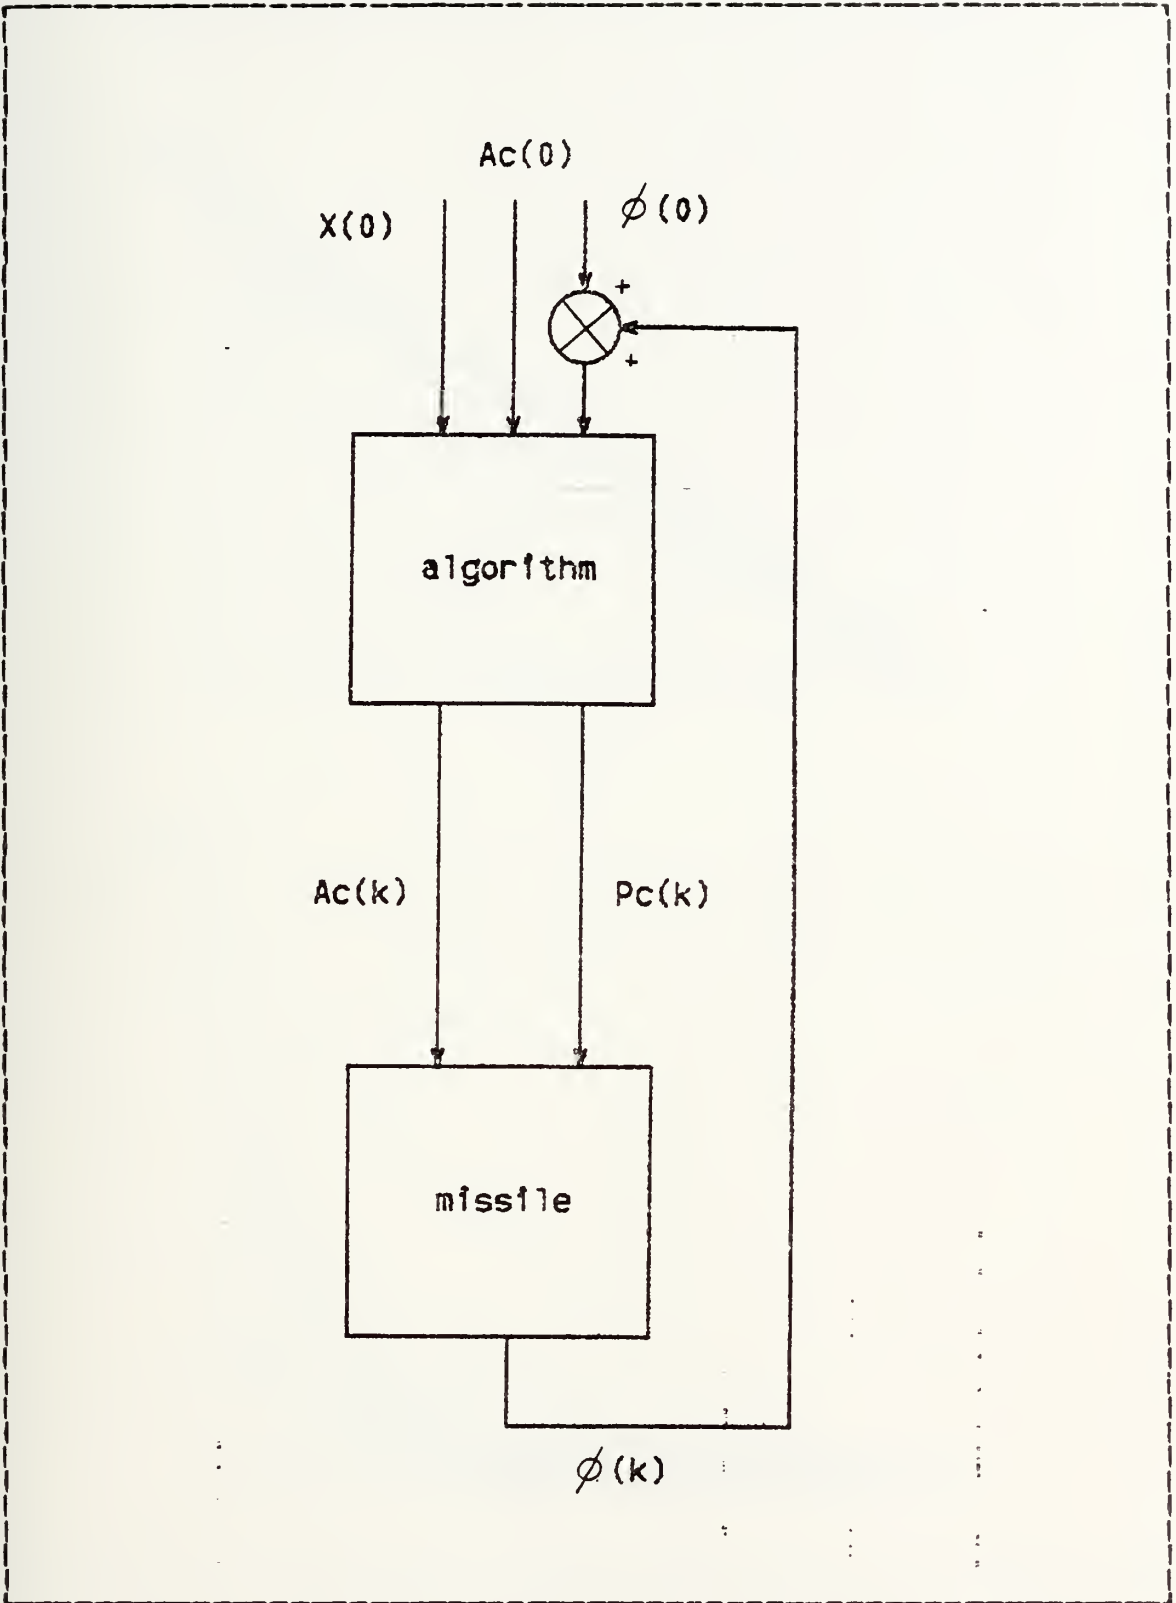 Ac(0)
X(0)
∅(0)
+
+
algorithm
Ac(k)
Pc(k)
missile
∅(k)